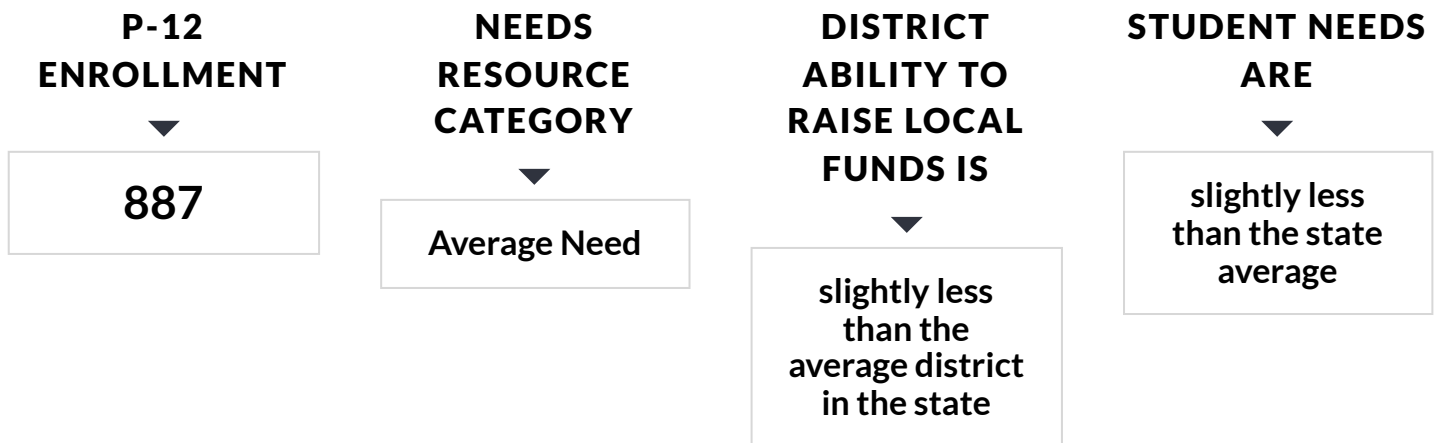 P-12
ENROLLMENT
887
NEEDS
RESOURCE
CATEGORY
Average Need
DISTRICT
ABILITY TO
RAISE LOCAL
FUNDS IS
slightly less
than the
average district
in the state
STUDENT NEEDS
ARE
slightly less
than the state
average